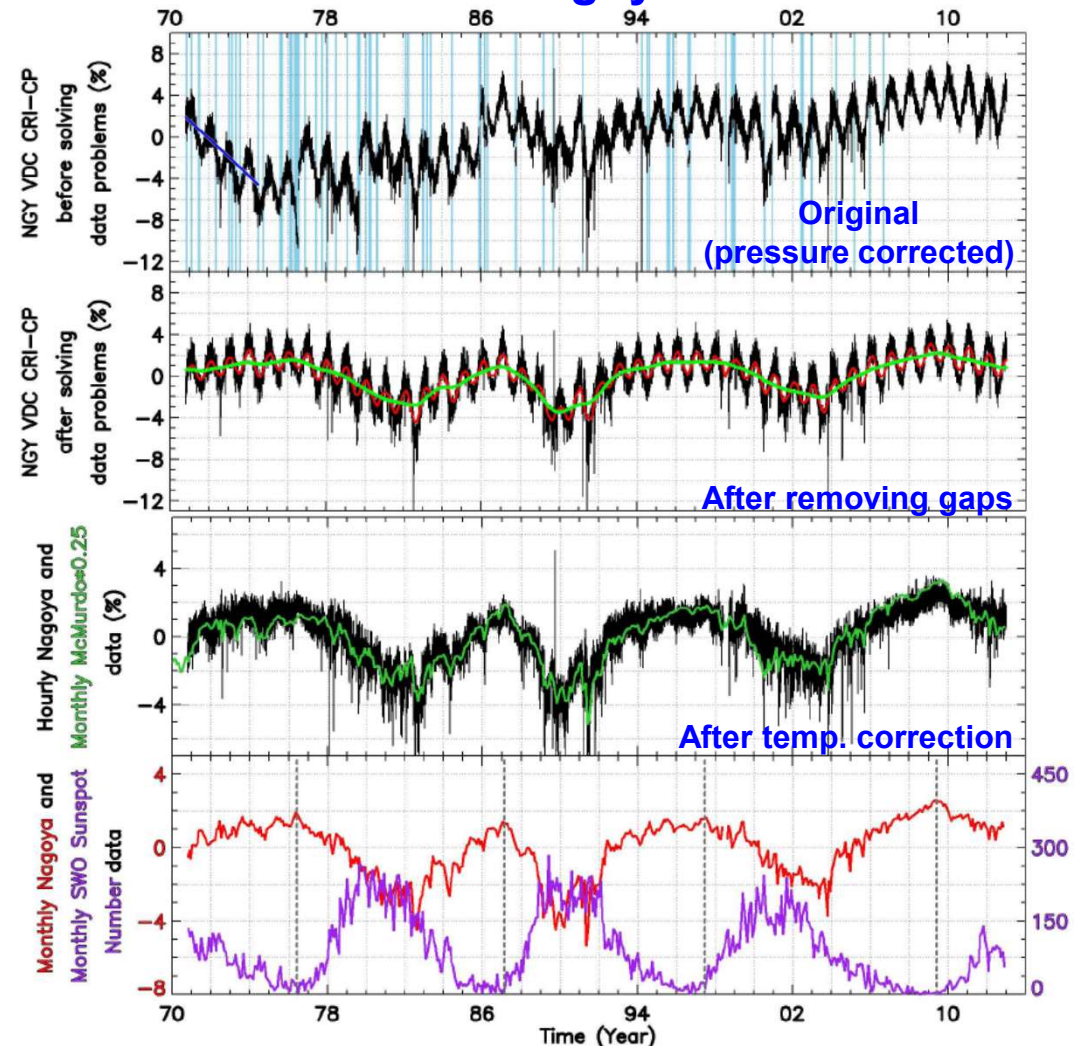 gy
70 78 86 94 02 10
NGY VDC CRI-CP
before solving
data problems (%)
8
4
0
-4
-8
-12
Original
(pressure corrected)
NGY VDC CRI-CP
after solving
data problems (%)
8
4
0
-4
-8
-12
After removing gaps
Hourly Nagoya and
Monthly McMurdo*0.25
data (%)
4
0
-4
After temp. correction
Monthly Nagoya and
Monthly SWO Sunspot
Number data
4
0
-4
-8
450
300
150
0
70 78 86 94 02 10
Time (Year)